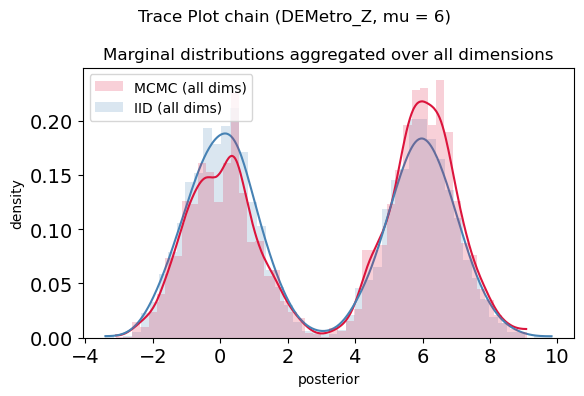 Trace Plot chain (DEMetro_Z, mu = 6)
Marginal distributions aggregated over all dimensions
MCMC (all dims)
IID (all dims)
density
0.20
0.15
0.10
0.05
0.00
−4 −2 0 2 4 6 8 10
posterior